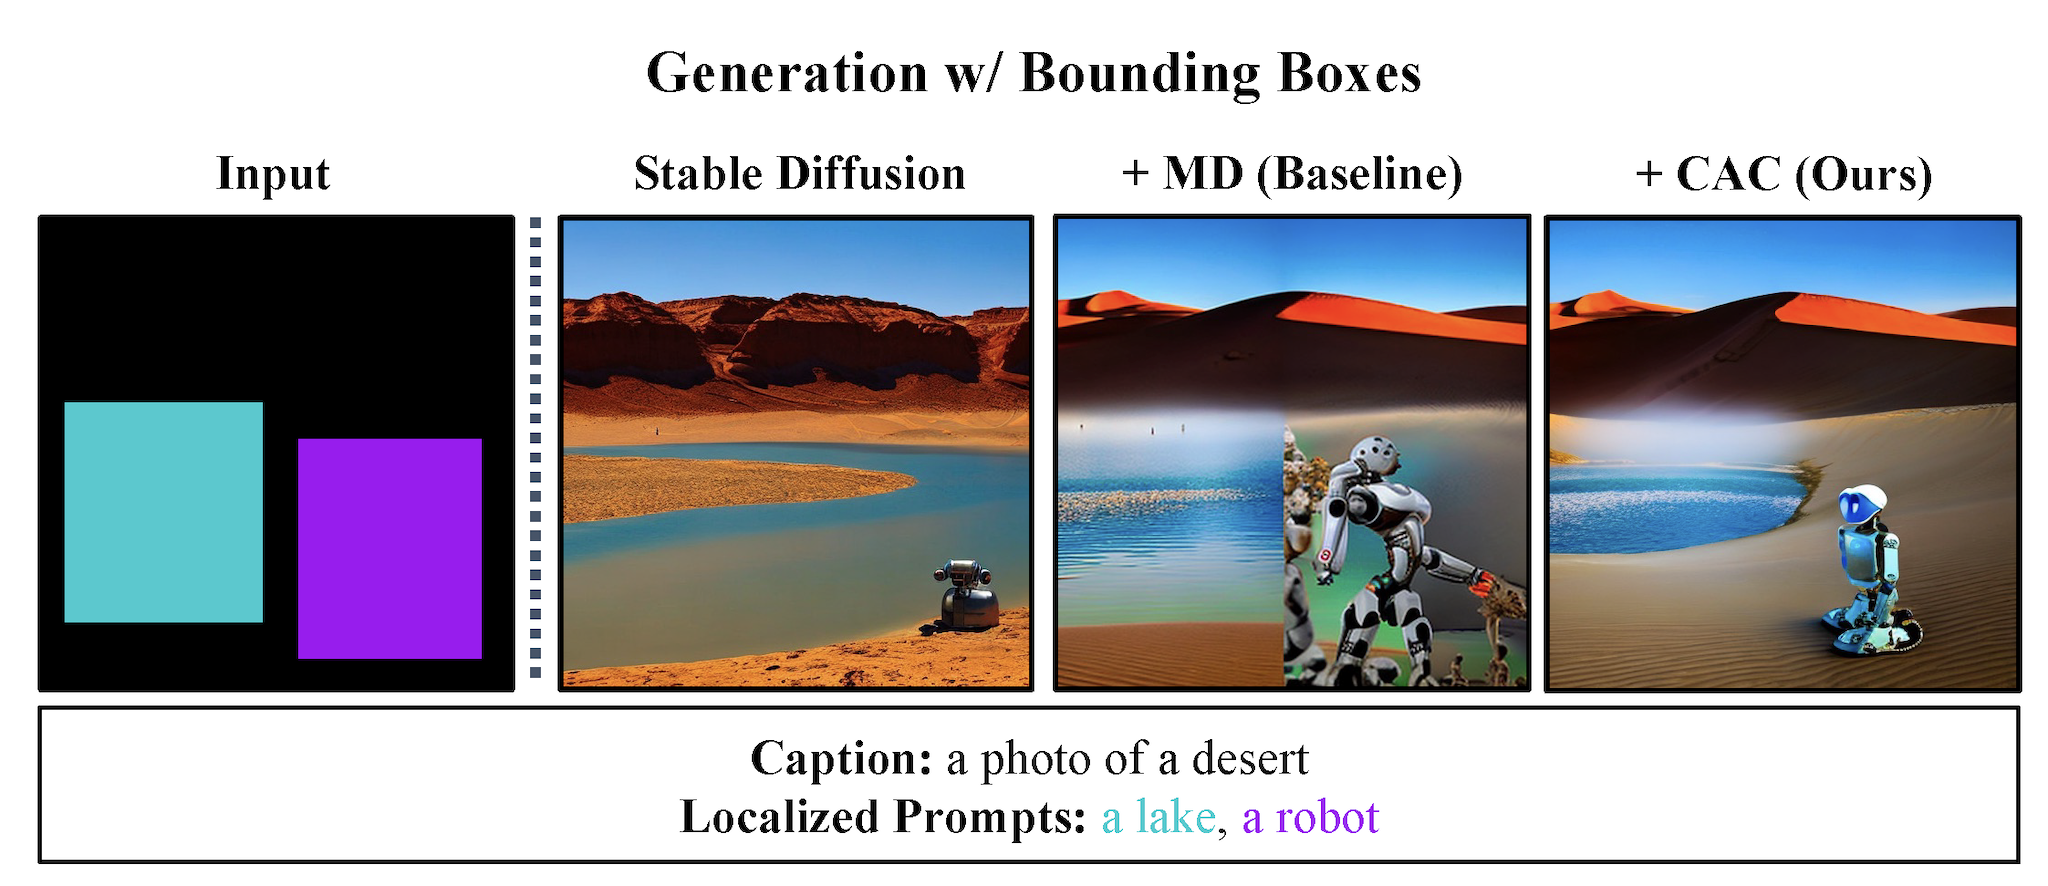 Generation w/ Bounding Boxes
Input
Stable Diffusion
+ MD (Baseline)
+ CAC (Ours)
Caption: a photo of a desert
Localized Prompts: a lake, a robot